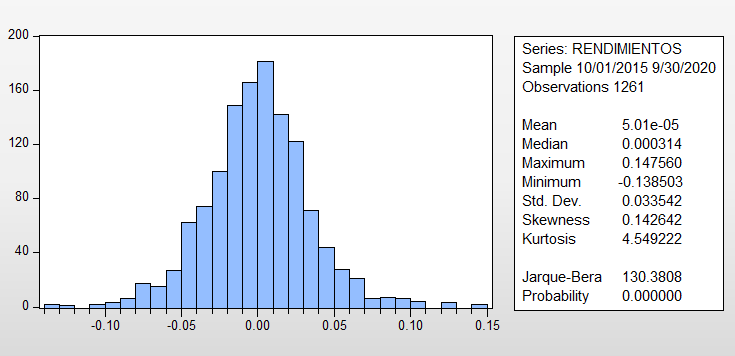 200
160
120
80
40
0
-0.10 -0.05 0.00 0.05 0.10 0.15
Series: RENDIMIENTOS
Sample 10/01/2015 9/30/2020
Observations 1261
Mean 5.01e-05
Median 0.000314
Maximum 0.147560
Minimum -0.138503
Std. Dev. 0.033542
Skewness 0.142642
Kurtosis 4.549222
Jarque-Bera 130.3808
Probability 0.000000